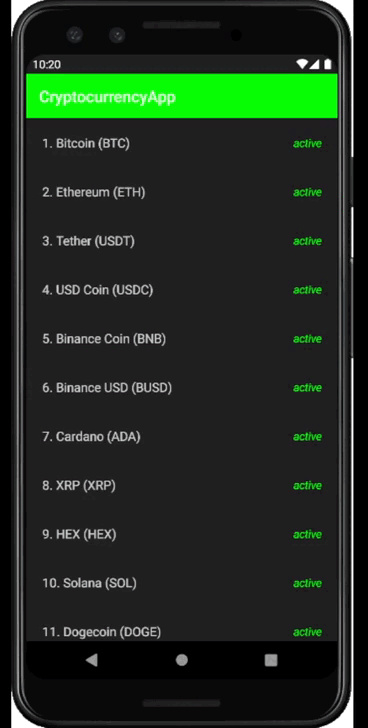 10:20
CryptocurrencyApp
1. Bitcoin (BTC) active
2. Ethereum (ETH) active
3. Tether (USDT) active
4. USD Coin (USDC) active
5. Binance Coin (BNB) active
6. Binance USD (BUSD) active
7. Cardano (ADA) active
8. XRP (XRP) active
9. HEX (HEX) active
10. Solana (SOL) active
11. Dogecoin (DOGE) active